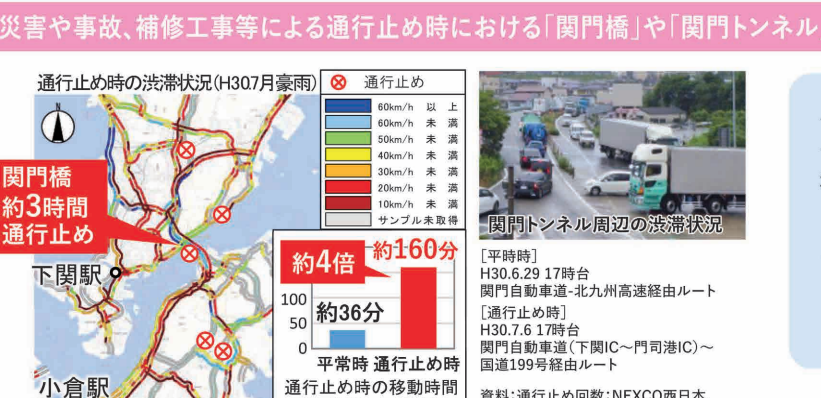 災害や事故、補修工事等による通行止め時における「関門橋」や「関門トンネル
通行止め時の渋滞状況(H30.7月豪雨)
通行止め
60km/h 以上
60km/h 未満
50km/h 未満
40km/h 未満
30km/h 未満
20km/h 未満
10km/h 未満
サンプル未取得
N
関門橋
約3時間
通行止め
下関駅
小倉駅
約4倍
約160分
100
約36分
50
0
平常時 通行止め時
通行止め時の移動時間
関門トンネル周辺の渋滞状況
[平時時]
H30.6.29 17時台
関門自動車道-北九州高速経由ルート
[通行止め時]
H30.7.6 17時台
関門自動車道(下関IC～門司港IC)～
国道199号経由ルート
資料:通行止め回数:NEXCO西日本